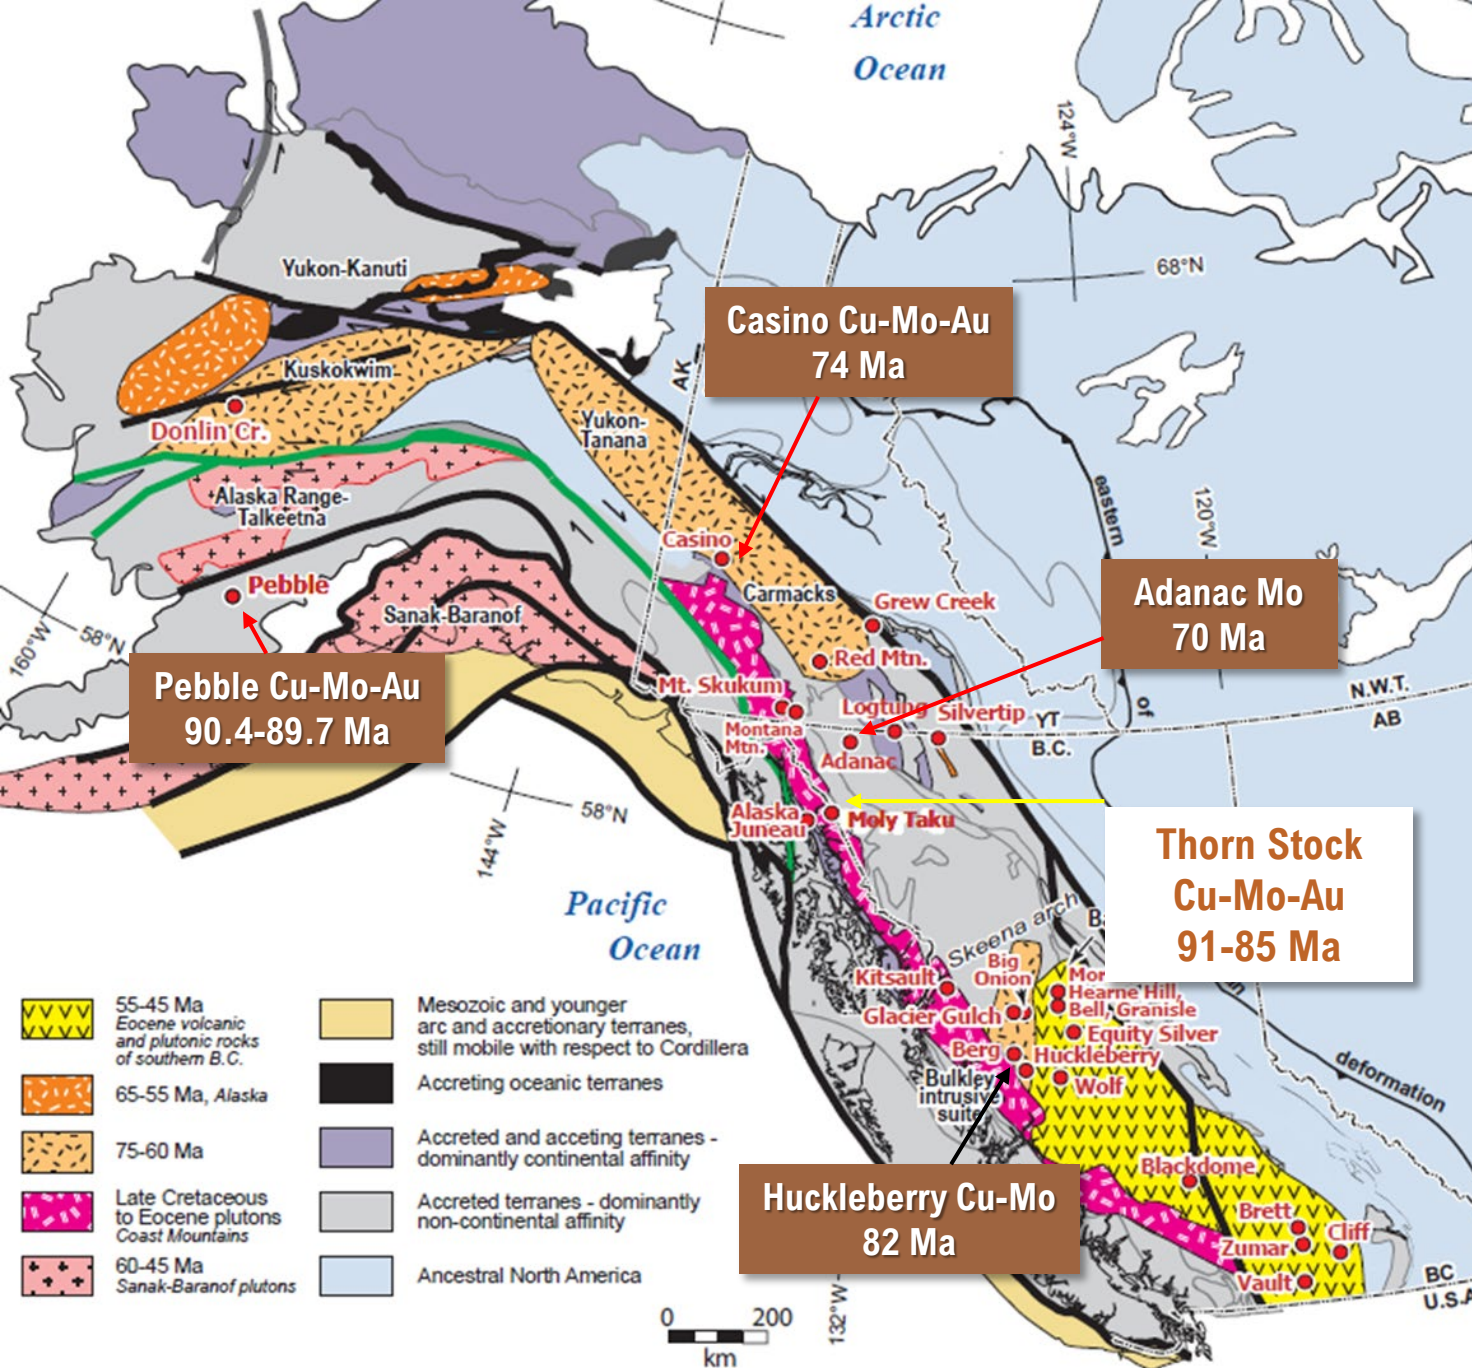 Arctic
Ocean
124°W
68°N
Yukon-Kanuti
Casino Cu-Mo-Au
74 Ma
AK
Kuskokwim
Donlin Cr.
Yukon-
Tanana
eastern
120°W
Alaska Range-
Talkeetna
Casino
Pebble
Carmacks
Grew Creek
Adanac Mo
70 Ma
Sanak-Baranof
160°W
58°N
Red Mtn.
Pebble Cu-Mo-Au
90.4-89.7 Ma
Mt. Skukum
Logtung
Silvertip
YT
B.C.
of
N.W.T.
AB
Montana
Mtn.
Adanac
58°N
144°W
Alaska
Juneau
Moly Taku
Thorn Stock
Cu-Mo-Au
91-85 Ma
Pacific
Ocean
Skeena arch
Big
Onion
Kitsault
Hearne Hill,
Bell, Granisle
Glacier Gulch
Equity Silver
Berg
Huckleberry
Wolf
Bulkley
intrusive
suite
deformation
Huckleberry Cu-Mo
82 Ma
Blackdome
Brett
Cliff
Zumar
Vault
BC
U.S.A
132°W
55-45 Ma
Eocene volcanic
and plutonic rocks
of southern B.C.
65-55 Ma, Alaska
75-60 Ma
Late Cretaceous
to Eocene plutons
Coast Mountains
60-45 Ma
Sanak-Baranof plutons
Mesozoic and younger
arc and accretionary terranes,
still mobile with respect to Cordillera
Accreting oceanic terranes
Accreted and acceting terranes -
dominantly continental affinity
Accreted terranes - dominantly
non-continental affinity
Ancestral North America
0 200
km